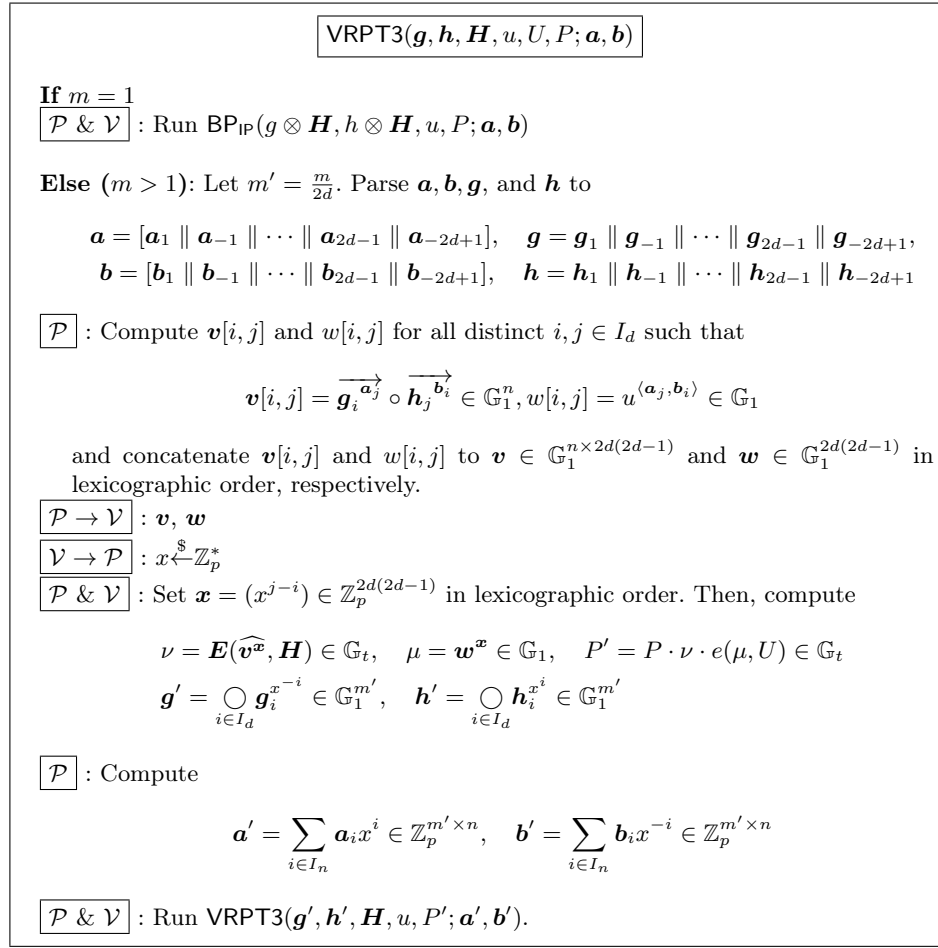 VRPT3(𝒈, 𝒉, 𝑯, u, U, P; 𝒂, 𝒃)
If m = 1
𝒫 & 𝒱 : Run BP_IP(g ⊗ 𝑯, h ⊗ 𝑯, u, P; 𝒂, 𝒃)
Else (m > 1): Let m′ = m/2d. Parse 𝒂, 𝒃, 𝒈, and 𝒉 to
𝒂 = [𝒂_1 ∥ 𝒂_{-1} ∥ ⋯ ∥ 𝒂_{2d-1} ∥ 𝒂_{-2d+1}], 𝒈 = 𝒈_1 ∥ 𝒈_{-1} ∥ ⋯ ∥ 𝒈_{2d-1} ∥ 𝒈_{-2d+1},
𝒃 = [𝒃_1 ∥ 𝒃_{-1} ∥ ⋯ ∥ 𝒃_{2d-1} ∥ 𝒃_{-2d+1}], 𝒉 = 𝒉_1 ∥ 𝒉_{-1} ∥ ⋯ ∥ 𝒉_{2d-1} ∥ 𝒉_{-2d+1}
𝒫 : Compute 𝒗[i, j] and w[i, j] for all distinct i, j ∈ I_d such that
𝒗[i, j] = \overrightarrow{𝒈_i^{𝒂_j}} ∘ \overrightarrow{𝒉_j^{𝒃_i}} ∈ 𝔾_1^n, w[i, j] = u^{⟨𝒂_j, 𝒃_i⟩} ∈ 𝔾_1
and concatenate 𝒗[i, j] and w[i, j] to 𝒗 ∈ 𝔾_1^{n×2d(2d-1)} and 𝒘 ∈ 𝔾_1^{2d(2d-1)} in
lexicographic order, respectively.
𝒫 → 𝒱 : 𝒗, 𝒘
𝒱 → 𝒫 : x \overset{$}{←} ℤ_p^*
𝒫 & 𝒱 : Set 𝒙 = (x^{j-i}) ∈ ℤ_p^{2d(2d-1)} in lexicographic order. Then, compute
ν = 𝑬(\widehat{𝒗^𝒙}, 𝑯) ∈ 𝔾_t, μ = 𝒘^𝒙 ∈ 𝔾_1, P′ = P · ν · e(μ, U) ∈ 𝔾_t
𝒈′ = ◯_{i∈I_d} 𝒈_i^{x^{-i}} ∈ 𝔾_1^{m′}, 𝒉′ = ◯_{i∈I_d} 𝒉_i^{x^i} ∈ 𝔾_1^{m′}
𝒫 : Compute
𝒂′ = ∑_{i∈I_n} 𝒂_i x^i ∈ ℤ_p^{m′×n}, 𝒃′ = ∑_{i∈I_n} 𝒃_i x^{-i} ∈ ℤ_p^{m′×n}
𝒫 & 𝒱 : Run VRPT3(𝒈′, 𝒉′, 𝑯, u, P′; 𝒂′, 𝒃′).